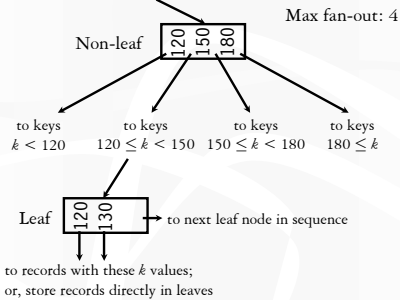 Max fan-out: 4
Non-leaf
120
150
180
to keys
k < 120
to keys
120 ≤ k < 150
to keys
150 ≤ k < 180
to keys
180 ≤ k
Leaf
120
130
to next leaf node in sequence
to records with these k values;
or, store records directly in leaves